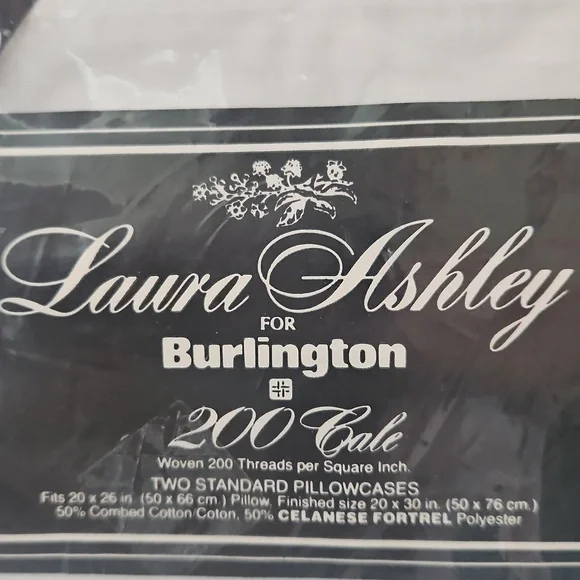 Laura Ashley
FOR
Burlington
200 Cale
Woven 200 Threads per Square Inch.
TWO STANDARD PILLOWCASES
Fits 20 x 26 in. (50 x 66 cm.) Pillow, Finished size 20 x 30 in. (50 x 76 cm.)
50% Combed Cotton/Coton, 50% CELANESE FORTREL Polyester